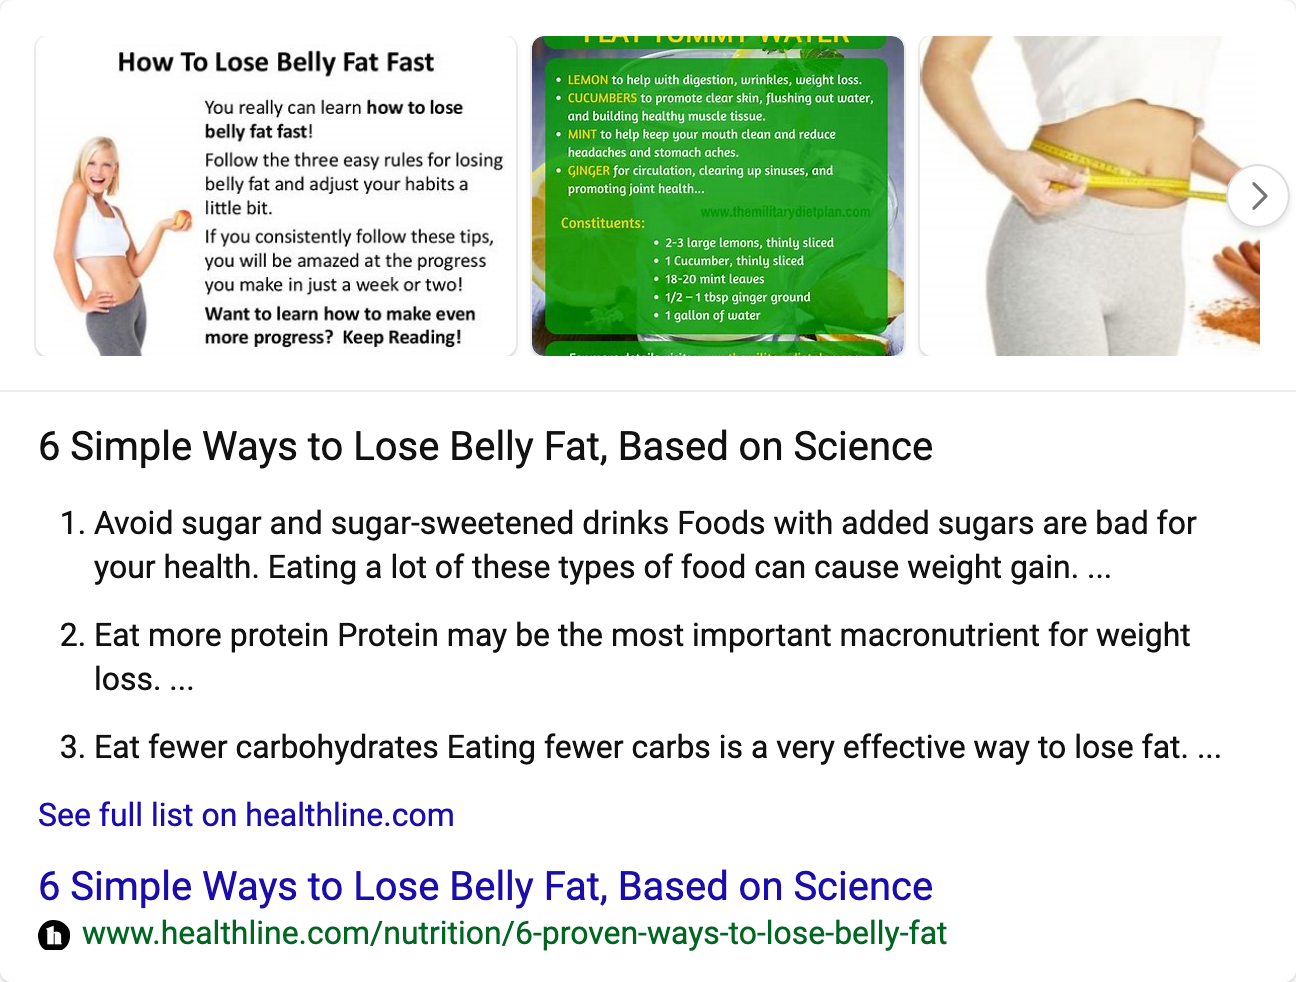 How To Lose Belly Fat Fast
You really can learn how to lose
belly fat fast!
Follow the three easy rules for losing
belly fat and adjust your habits a
little bit.
If you consistently follow these tips,
you will be amazed at the progress
you make in just a week or two!
Want to learn how to make even
more progress? Keep Reading!
FLAT TUMMY WATER
• LEMON to help with digestion, wrinkles, weight loss.
• CUCUMBERS to promote clear skin, flushing out water,
and building healthy muscle tissue.
• MINT to help keep your mouth clean and reduce
headaches and stomach aches.
• GINGER for circulation, clearing up sinuses, and
promoting joint health...
www.themilitarydietplan.com
Constituents:
• 2-3 large lemons, thinly sliced
• 1 Cucumber, thinly sliced
• 18-20 mint leaves
• 1/2 – 1 tbsp ginger ground
• 1 gallon of water
6 Simple Ways to Lose Belly Fat, Based on Science
1. Avoid sugar and sugar-sweetened drinks Foods with added sugars are bad for
your health. Eating a lot of these types of food can cause weight gain. ...
2. Eat more protein Protein may be the most important macronutrient for weight
loss. ...
3. Eat fewer carbohydrates Eating fewer carbs is a very effective way to lose fat. ...
See full list on healthline.com
6 Simple Ways to Lose Belly Fat, Based on Science
h www.healthline.com/nutrition/6-proven-ways-to-lose-belly-fat